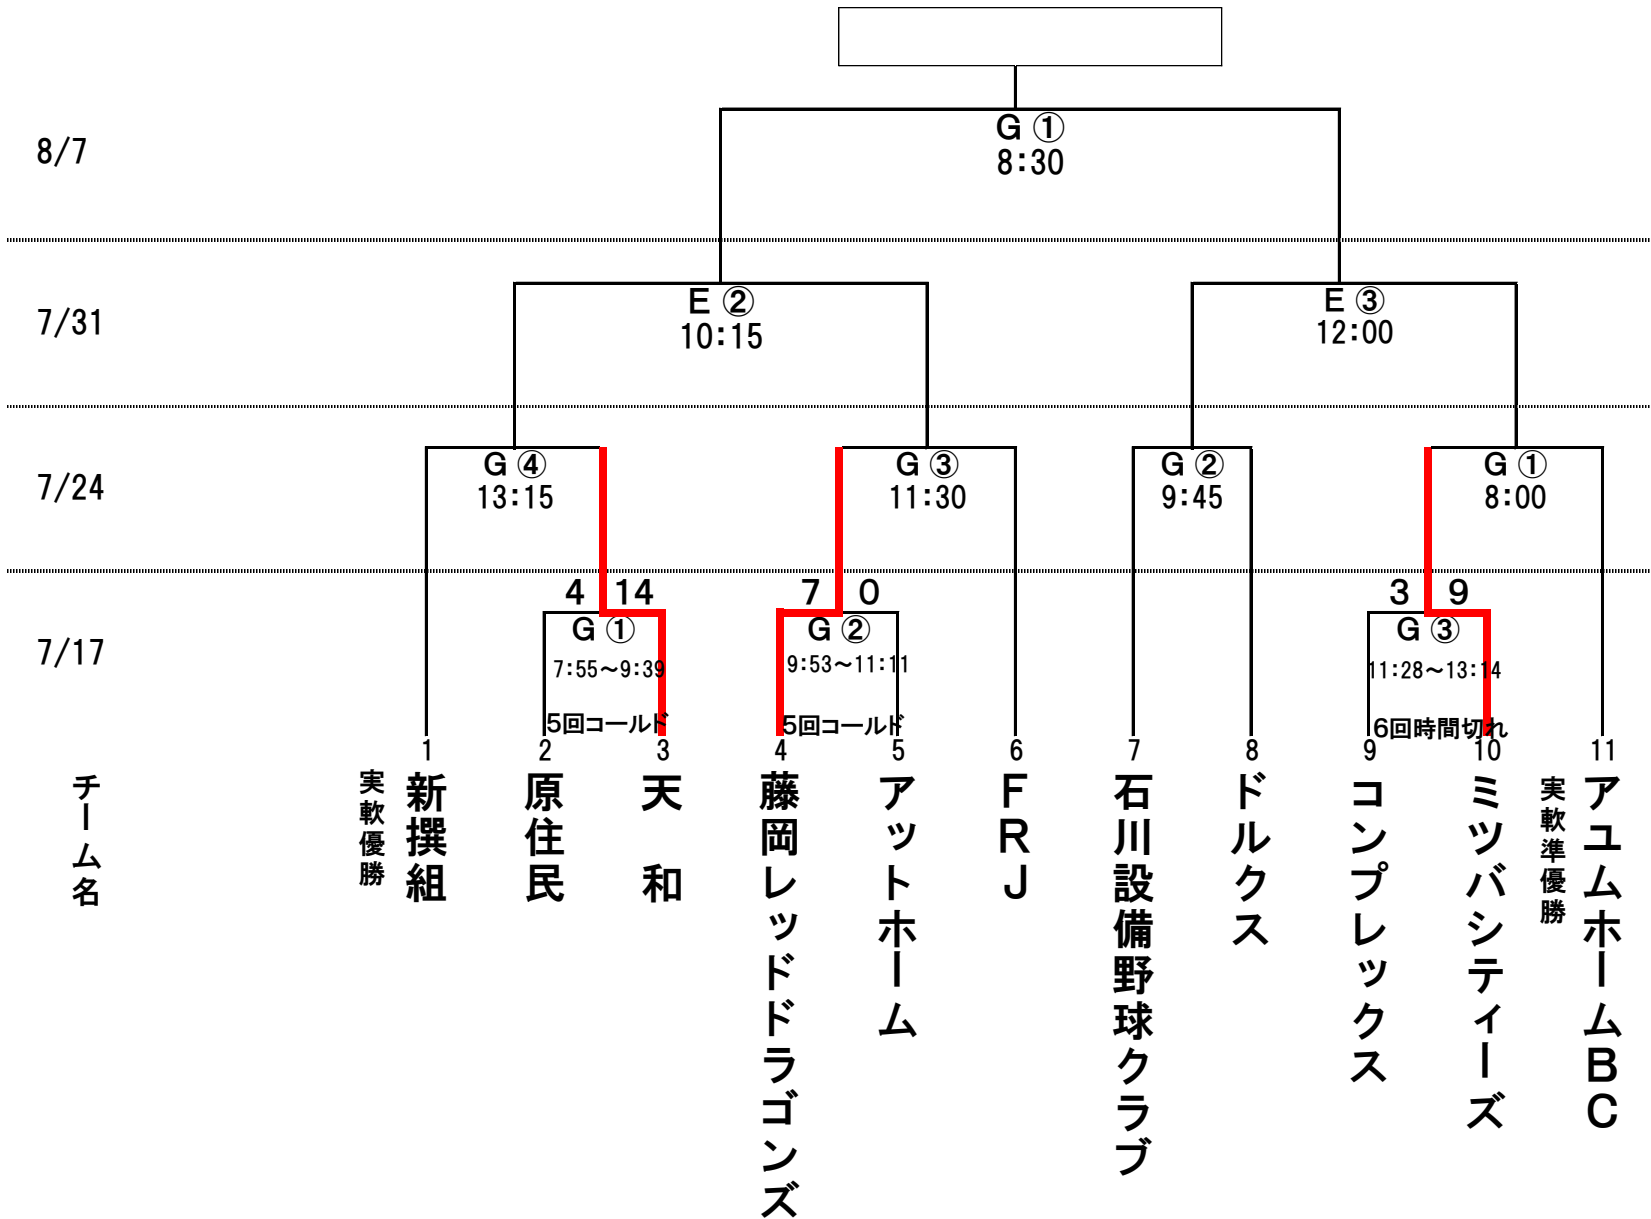 8/7
G ①
8:30
7/31
E ②
10:15
E ③
12:00
7/24
G ④
13:15
G ③
11:30
G ②
9:45
G ①
8:00
7/17
4 14
G ①
7:55～9:39
5回コールド
7 0
G ②
9:53～11:11
5回コールド
3 9
G ③
11:28～13:14
6回時間切れ
1 2 3 4 5 6 7 8 9 10 11
チーム名
実軟優勝
新撰組
原住民
天 和
藤岡レッドドラゴンズ
アットホーム
ＦＲＪ
石川設備野球クラブ
ドルクス
コンプレックス
ミツバシティーズ
実軟準優勝
アユムホームＢＣ